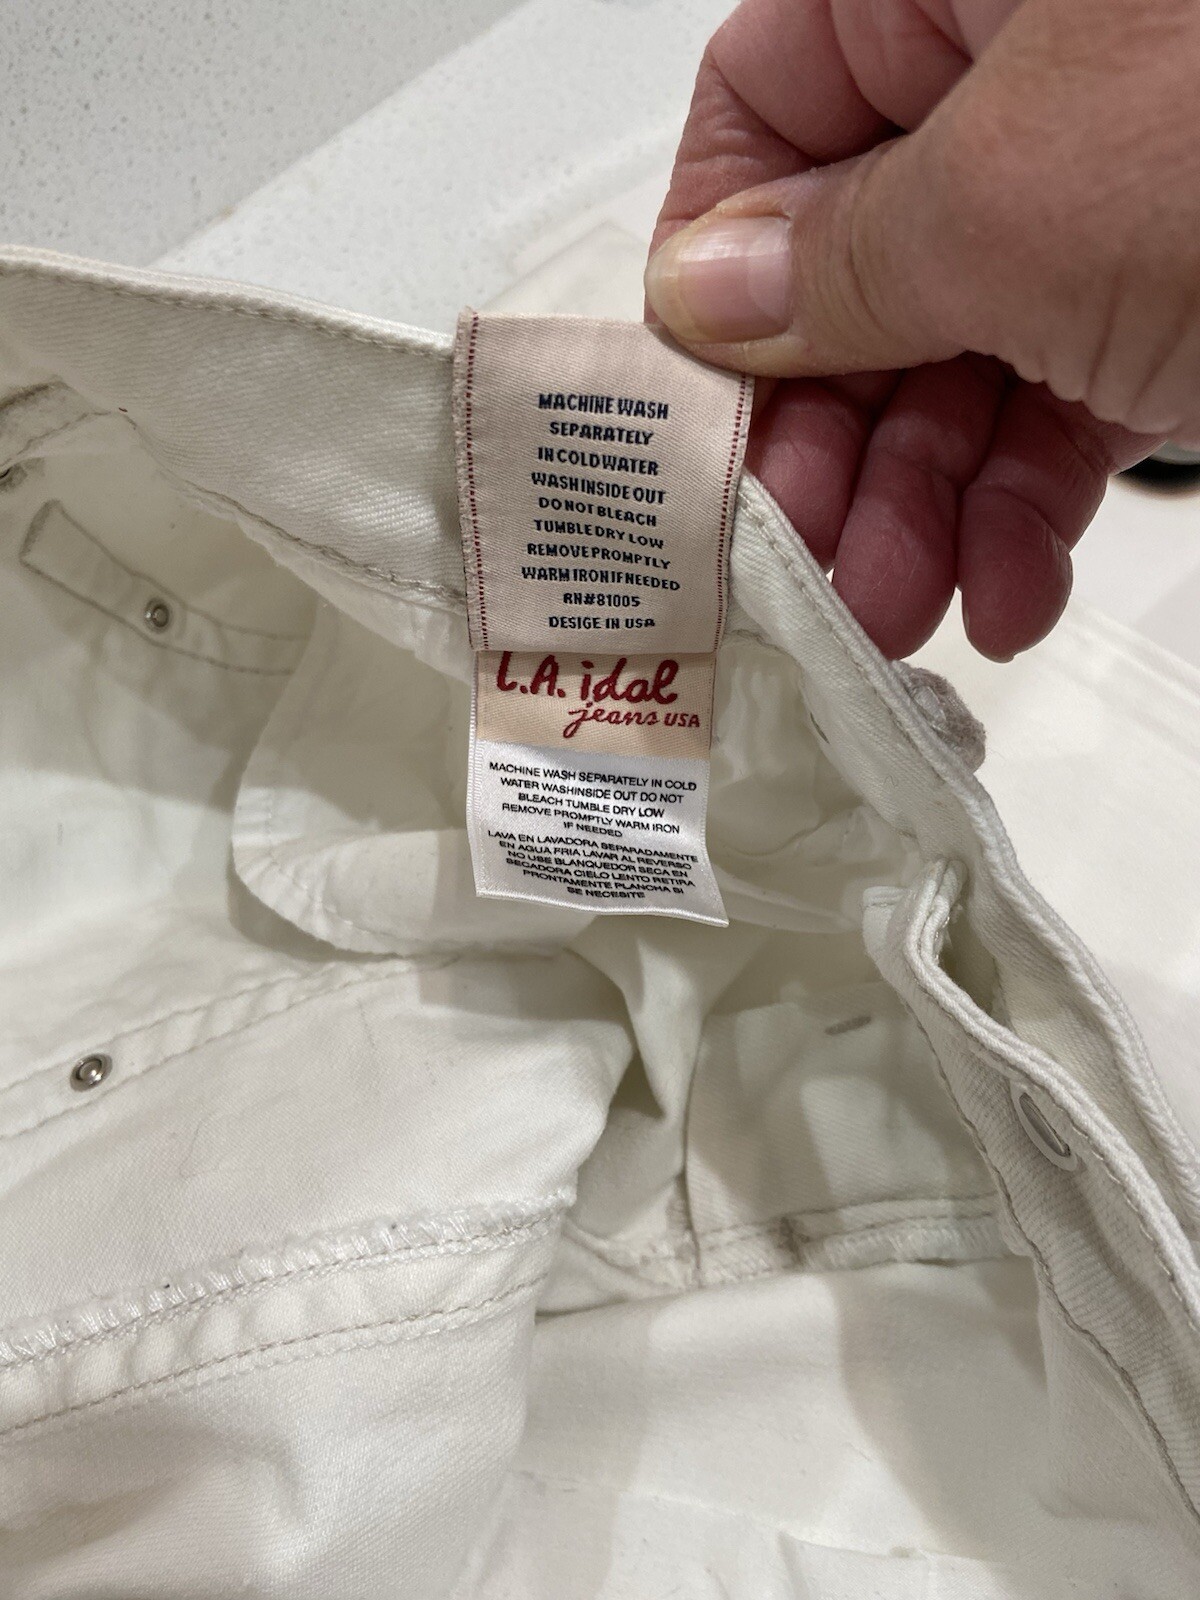 MACHINE WASH
SEPARATELY
IN COLD WATER
WASH INSIDE OUT
DO NOT BLEACH
TUMBLE DRY LOW
REMOVE PROMPTLY
WARM IRON IF NEEDED
RN#81005
DESIGE IN USA
L.A. idal
jeans USA
MACHINE WASH SEPARATELY IN COLD
WATER WASHINSIDE OUT DO NOT
BLEACH TUMBLE DRY LOW
REMOVE PROMPTLY WARM IRON
IF NEEDED
LAVA EN LAVADORA SEPARADAMENTE
EN AGUA FRIA LAVAR AL REVERSO
NO USE BLANQUEDOR SECA EN
SECADORA CIELO LENTO RETIRA
PRONTAMENTE PLANCHA SI
SE NECESITE